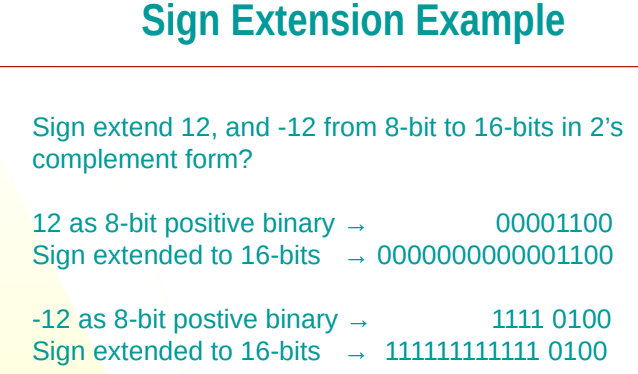 Sign Extension Example
Sign extend 12, and -12 from 8-bit to 16-bits in 2’s
complement form?
12 as 8-bit positive binary → 00001100
Sign extended to 16-bits → 0000000000001100
-12 as 8-bit postive binary → 1111 0100
Sign extended to 16-bits → 111111111111 0100